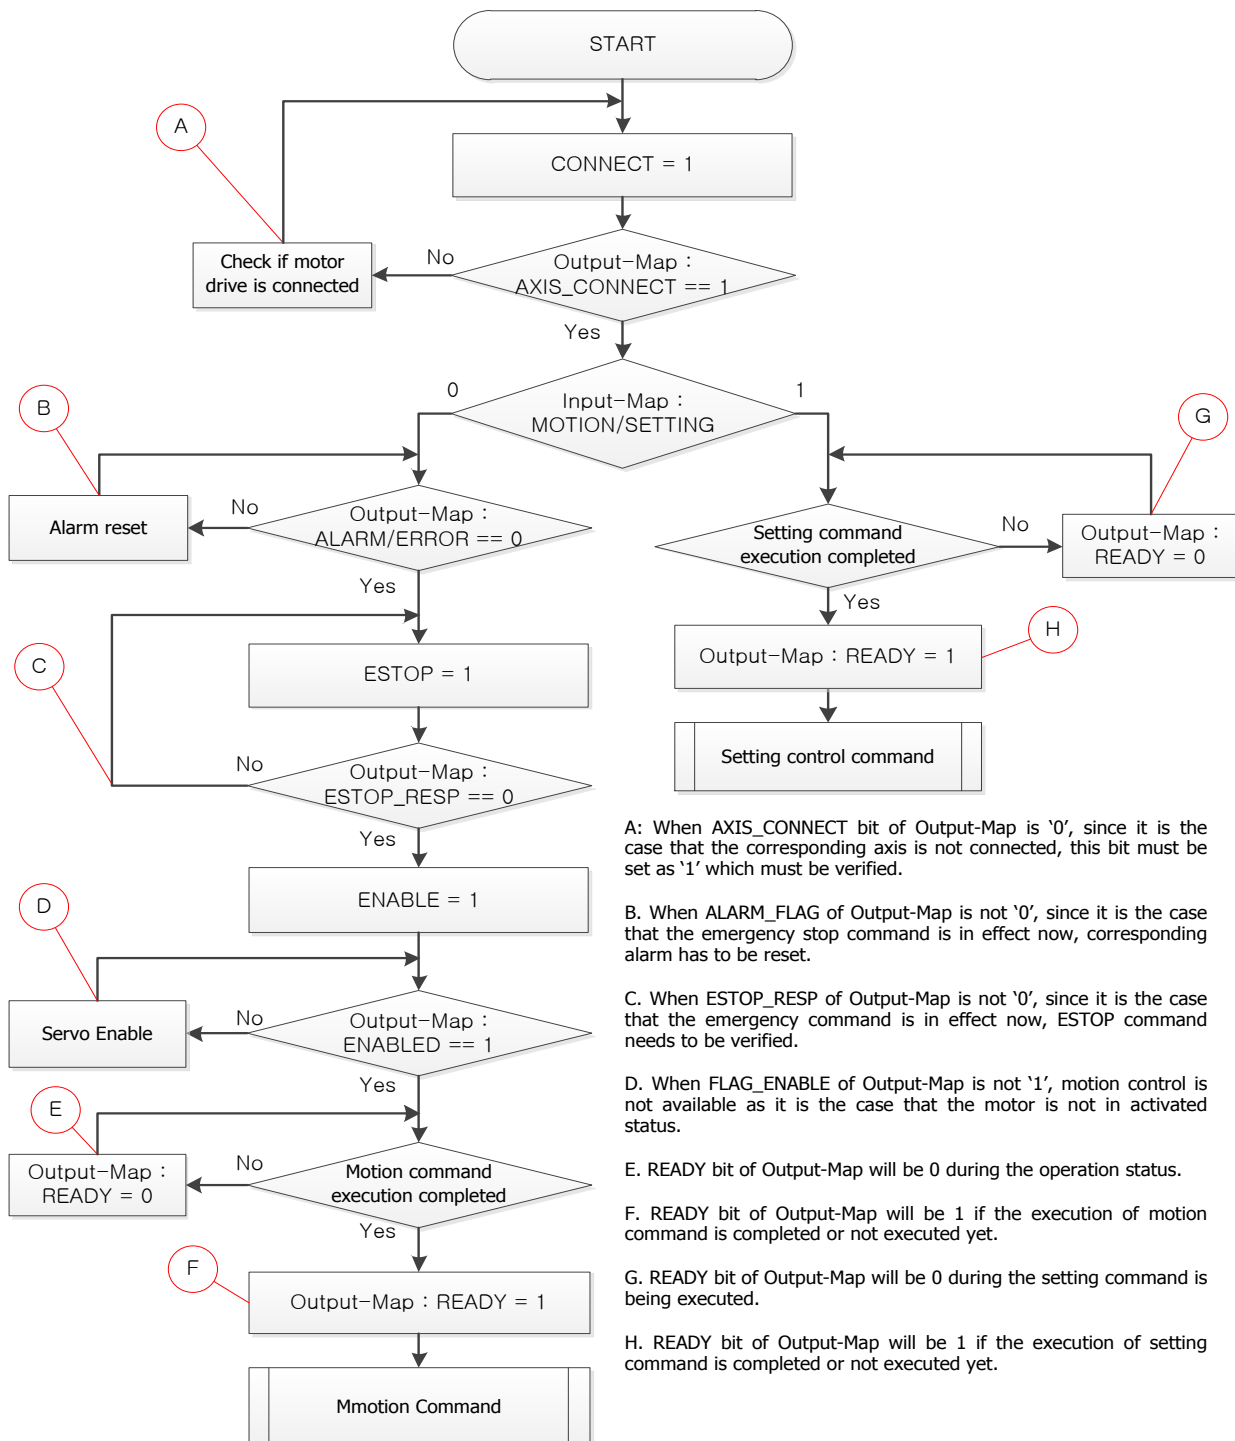 START
A
CONNECT = 1
Check if motor
drive is connected
No
Output-Map :
AXIS_CONNECT == 1
Yes
0
Input-Map :
MOTION/SETTING
1
B
G
Alarm reset
No
Output-Map :
ALARM/ERROR == 0
Yes
Setting command
execution completed
No
Output-Map :
READY = 0
Yes
C
ESTOP = 1
Output-Map : READY = 1
H
No
Output-Map :
ESTOP_RESP == 0
Yes
Setting control command
D
ENABLE = 1
Servo Enable
No
Output-Map :
ENABLED == 1
Yes
E
Output-Map :
READY = 0
No
Motion command
execution completed
Yes
F
Output-Map : READY = 1
Mmotion Command
A: When AXIS_CONNECT bit of Output-Map is ‘0’, since it is the
case that the corresponding axis is not connected, this bit must be
set as ‘1’ which must be verified.
B. When ALARM_FLAG of Output-Map is not ‘0’, since it is the case
that the emergency stop command is in effect now, corresponding
alarm has to be reset.
C. When ESTOP_RESP of Output-Map is not ‘0’, since it is the case
that the emergency command is in effect now, ESTOP command
needs to be verified.
D. When FLAG_ENABLE of Output-Map is not ‘1’, motion control is
not available as it is the case that the motor is not in activated
status.
E. READY bit of Output-Map will be 0 during the operation status.
F. READY bit of Output-Map will be 1 if the execution of motion
command is completed or not executed yet.
G. READY bit of Output-Map will be 0 during the setting command is
being executed.
H. READY bit of Output-Map will be 1 if the execution of setting
command is completed or not executed yet.